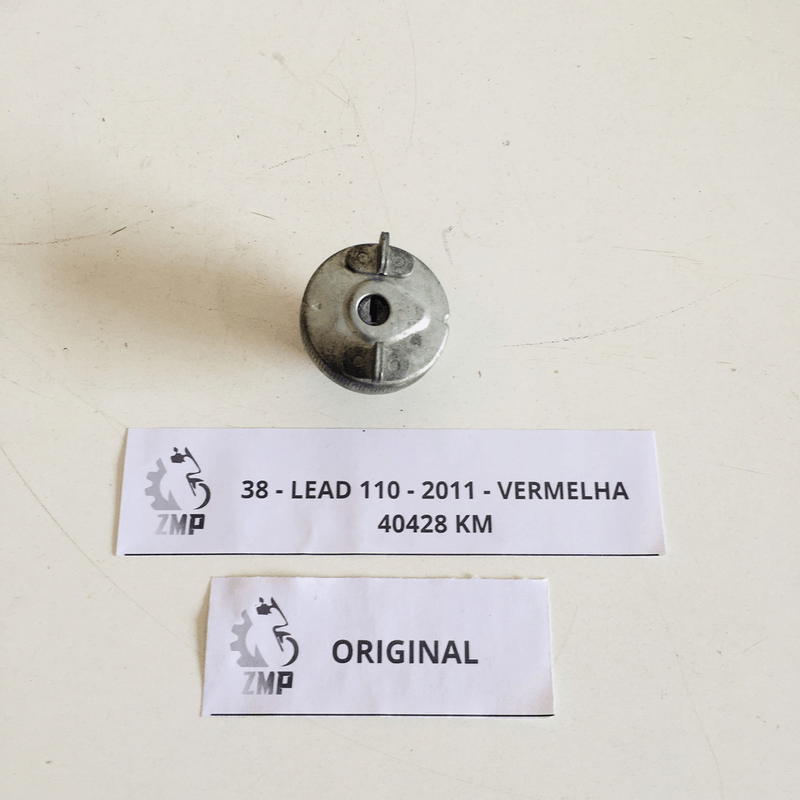 38 - LEAD 110 - 2011 - VERMELHA
40428 KM
ZMP
ORIGINAL
ZMP